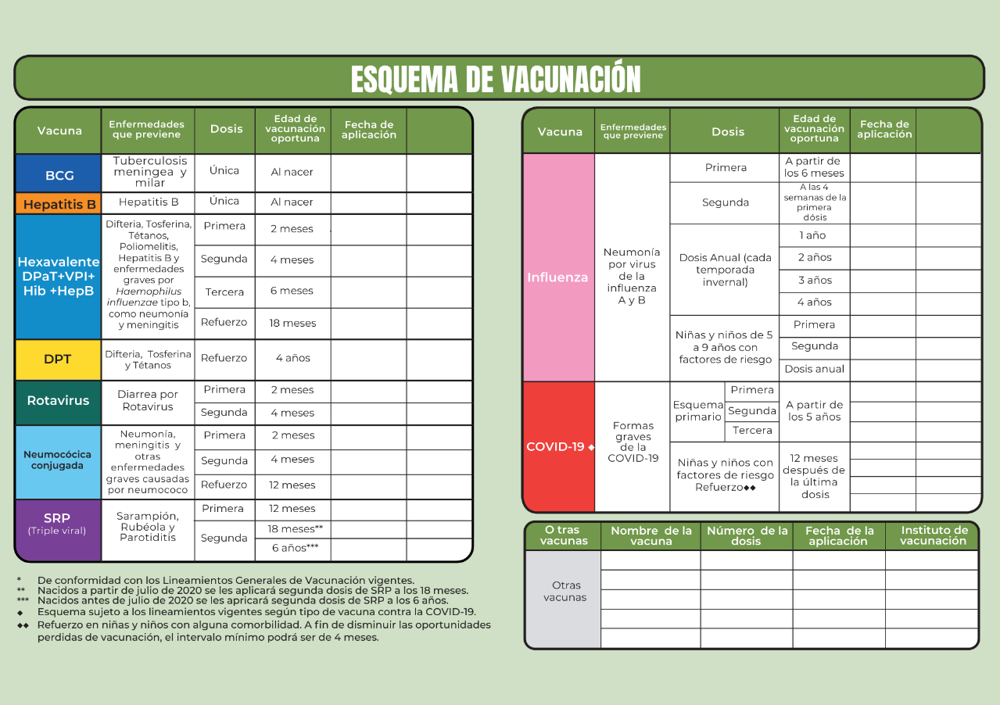 ESQUEMA DE VACUNACIÓN
Vacuna
Enfermedades
que previene
Dosis
Edad de
vacunación
oportuna
Fecha de
aplicación
BCG
Tuberculosis
meningea y
milar
Única
Al nacer
Hepatitis B
Hepatitis B
Única
Al nacer
Hexavalente
DPaT+VPI+
Hib +HepB
Difteria, Tosferina,
Tétanos,
Poliomelitis,
Hepatitis B y
enfermedades
graves por
Haemophilus
influenzae tipo b,
como neumonía
y meningitis
Primera
2 meses
Segunda
4 meses
Tercera
6 meses
Refuerzo
18 meses
DPT
Difteria, Tosferina
y Tétanos
Refuerzo
4 años
Rotavirus
Diarrea por
Rotavirus
Primera
2 meses
Segunda
4 meses
Neumocócica
conjugada
Neumonía,
meningitis y
otras
enfermedades
graves causadas
por neumococo
Primera
2 meses
Segunda
4 meses
Refuerzo
12 meses
SRP
(Triple viral)
Sarampión,
Rubéola y
Parotiditis
Primera
12 meses
Segunda
18 meses**
6 años***
* De conformidad con los Lineamientos Generales de Vacunación vigentes.
** Nacidos a partir de julio de 2020 se les aplicará segunda dosis de SRP a los 18 meses.
*** Nacidos antes de julio de 2020 se les apricará segunda dosis de SRP a los 6 años.
◆ Esquema sujeto a los lineamientos vigentes según tipo de vacuna contra la COVID-19.
◆◆ Refuerzo en niñas y niños con alguna comorbilidad. A fin de disminuir las oportunidades
perdidas de vacunación, el intervalo mínimo podrá ser de 4 meses.
Vacuna
Enfermedades
que previene
Dosis
Edad de
vacunación
oportuna
Fecha de
aplicación
Influenza
Neumonía
por virus
de la
influenza
A y B
Primera
A partir de
los 6 meses
Segunda
A las 4
semanas de la
primera
dósis
Dosis Anual (cada
temporada
invernal)
1 año
2 años
3 años
4 años
Niñas y niños de 5
a 9 años con
factores de riesgo
Primera
Segunda
Dosis anual
COVID-19 ◆
Formas
graves
de la
COVID-19
Esquema
primario
Primera
Segunda
Tercera
A partir de
los 5 años
Niñas y niños con
factores de riesgo
Refuerzo◆◆
12 meses
después de
la última
dosis
O tras
vacunas
Nombre de la
vacuna
Número de la
dosis
Fecha de la
aplicación
Instituto de
vacunación
Otras
vacunas